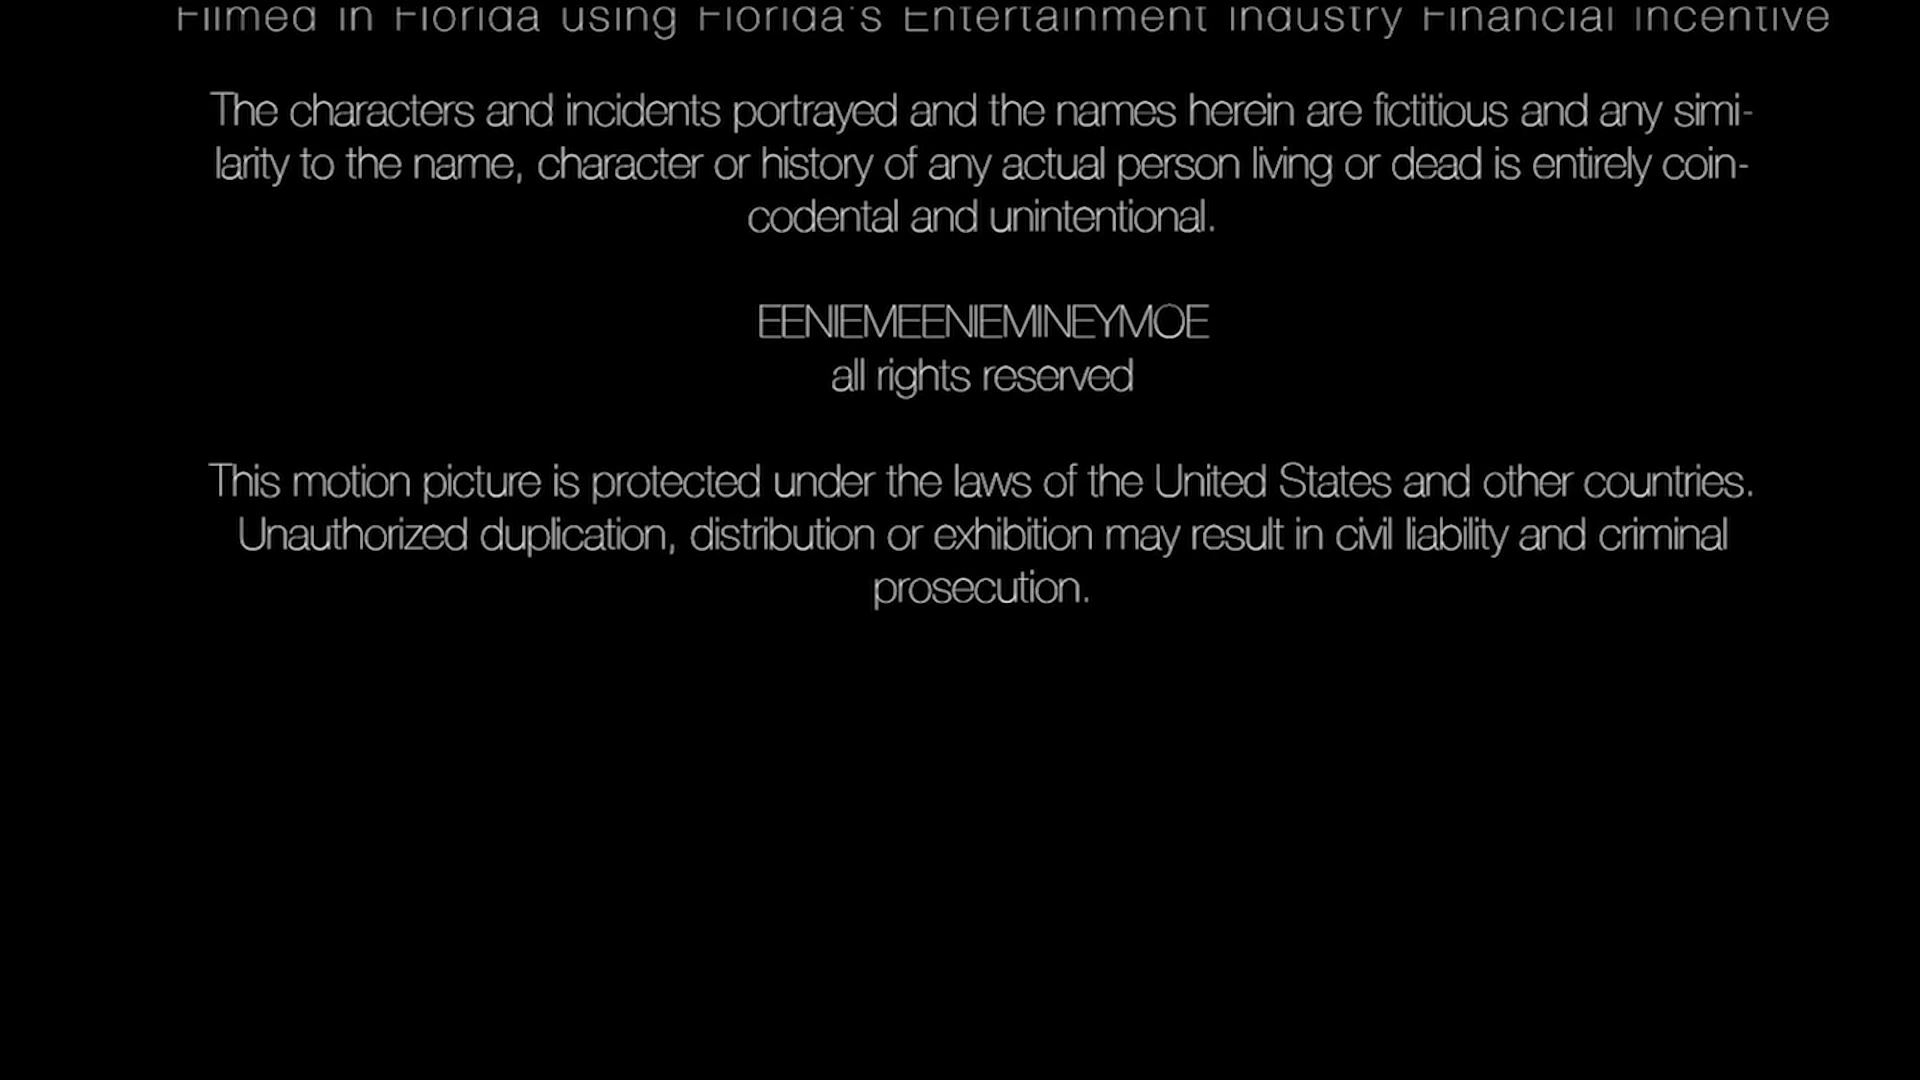 Filmed in Florida using Florida's Entertainment Industry Financial Incentive
The characters and incidents portrayed and the names herein are fictitious and any simi-
larity to the name, character or history of any actual person living or dead is entirely coin-
codental and unintentional.
EENIEMEENIEMINEYMOE
all rights reserved
This motion picture is protected under the laws of the United States and other countries.
Unauthorized duplication, distribution or exhibition may result in civil liability and criminal
prosecution.